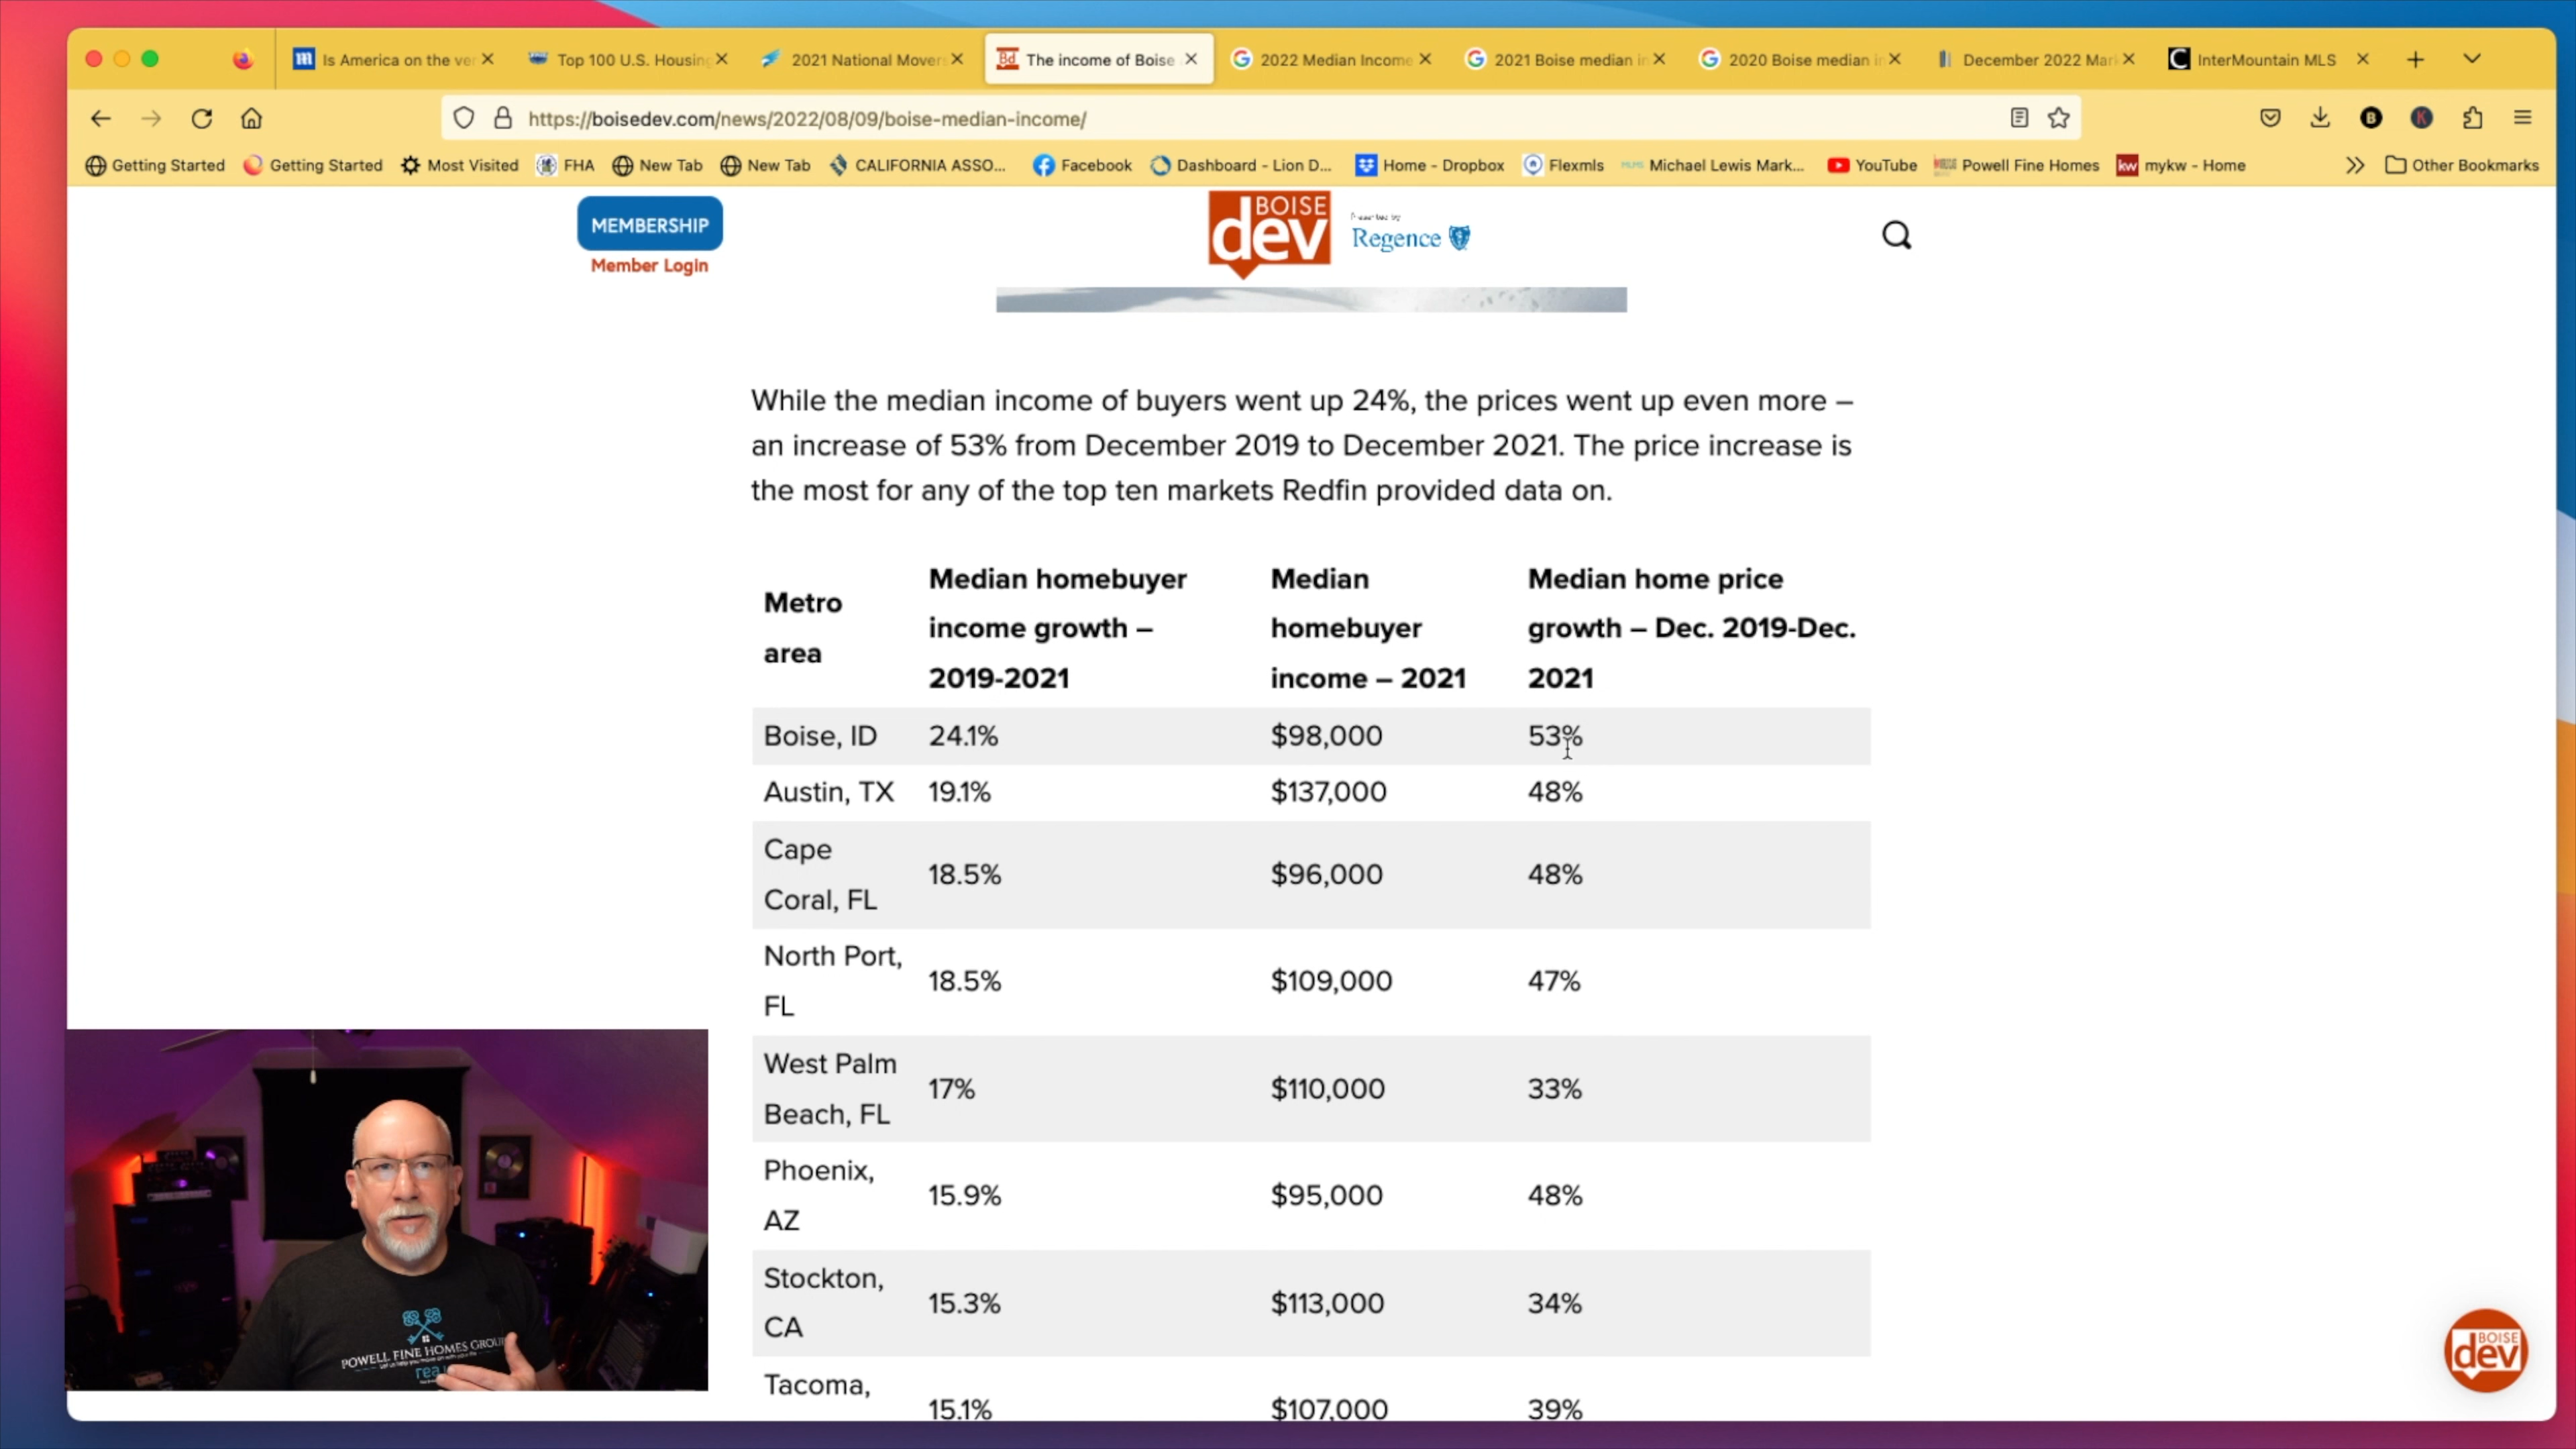 Is America on the ver
Top 100 U.S. Housing
2021 National Movers
The income of Boise
2022 Median Income
2021 Boise median in
2020 Boise median in
December 2022 Mar
InterMountain MLS
https://boisedev.com/news/2022/08/09/boise-median-income/
Getting Started
Getting Started
Most Visited
FHA
New Tab
New Tab
CALIFORNIA ASSO...
Facebook
Dashboard - Lion D...
Home - Dropbox
Flexmls
Michael Lewis Mark...
YouTube
Powell Fine Homes
kw mykw - Home
Other Bookmarks
MEMBERSHIP
Member Login
BOISE
dev
Presented by
Regence
While the median income of buyers went up 24%, the prices went up even more –
an increase of 53% from December 2019 to December 2021. The price increase is
the most for any of the top ten markets Redfin provided data on.
Metro
area
Median homebuyer
income growth –
2019-2021
Median
homebuyer
income – 2021
Median home price
growth – Dec. 2019-Dec.
2021
Boise, ID 24.1% $98,000 53%
Austin, TX 19.1% $137,000 48%
Cape
Coral, FL
18.5% $96,000 48%
North Port,
FL
18.5% $109,000 47%
West Palm
Beach, FL
17% $110,000 33%
Phoenix,
AZ
15.9% $95,000 48%
Stockton,
CA
15.3% $113,000 34%
Tacoma,
15.1% $107,000 39%
POWELL FINE HOMES GROUP
real
BOISE
dev